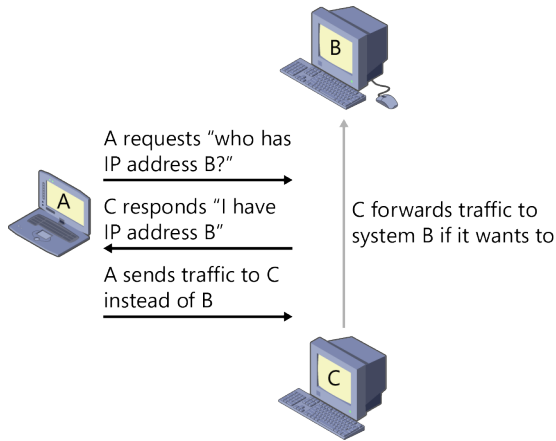 B
A requests “who has
IP address B?”
A
C responds “I have
IP address B”
C forwards traffic to
system B if it wants to
A sends traffic to C
instead of B
C